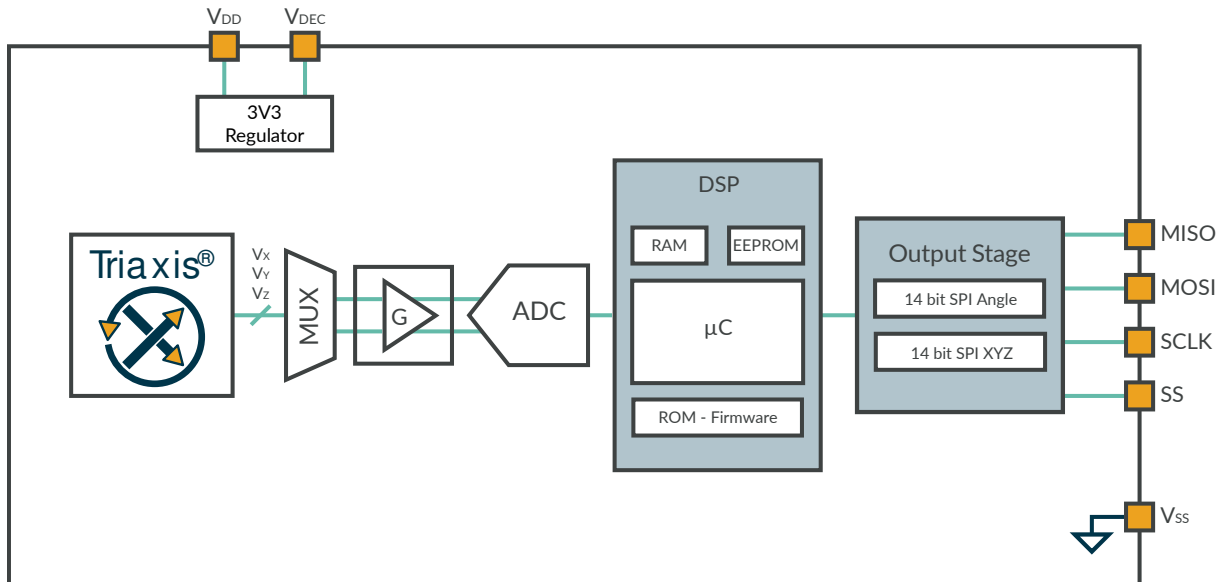 VDD
VDEC
3V3
Regulator
DSP
RAM
EEPROM
µC
ROM - Firmware
Triaxis®
VX
VY
VZ
MUX
G
ADC
Output Stage
14 bit SPI Angle
14 bit SPI XYZ
MISO
MOSI
SCLK
SS
VSS